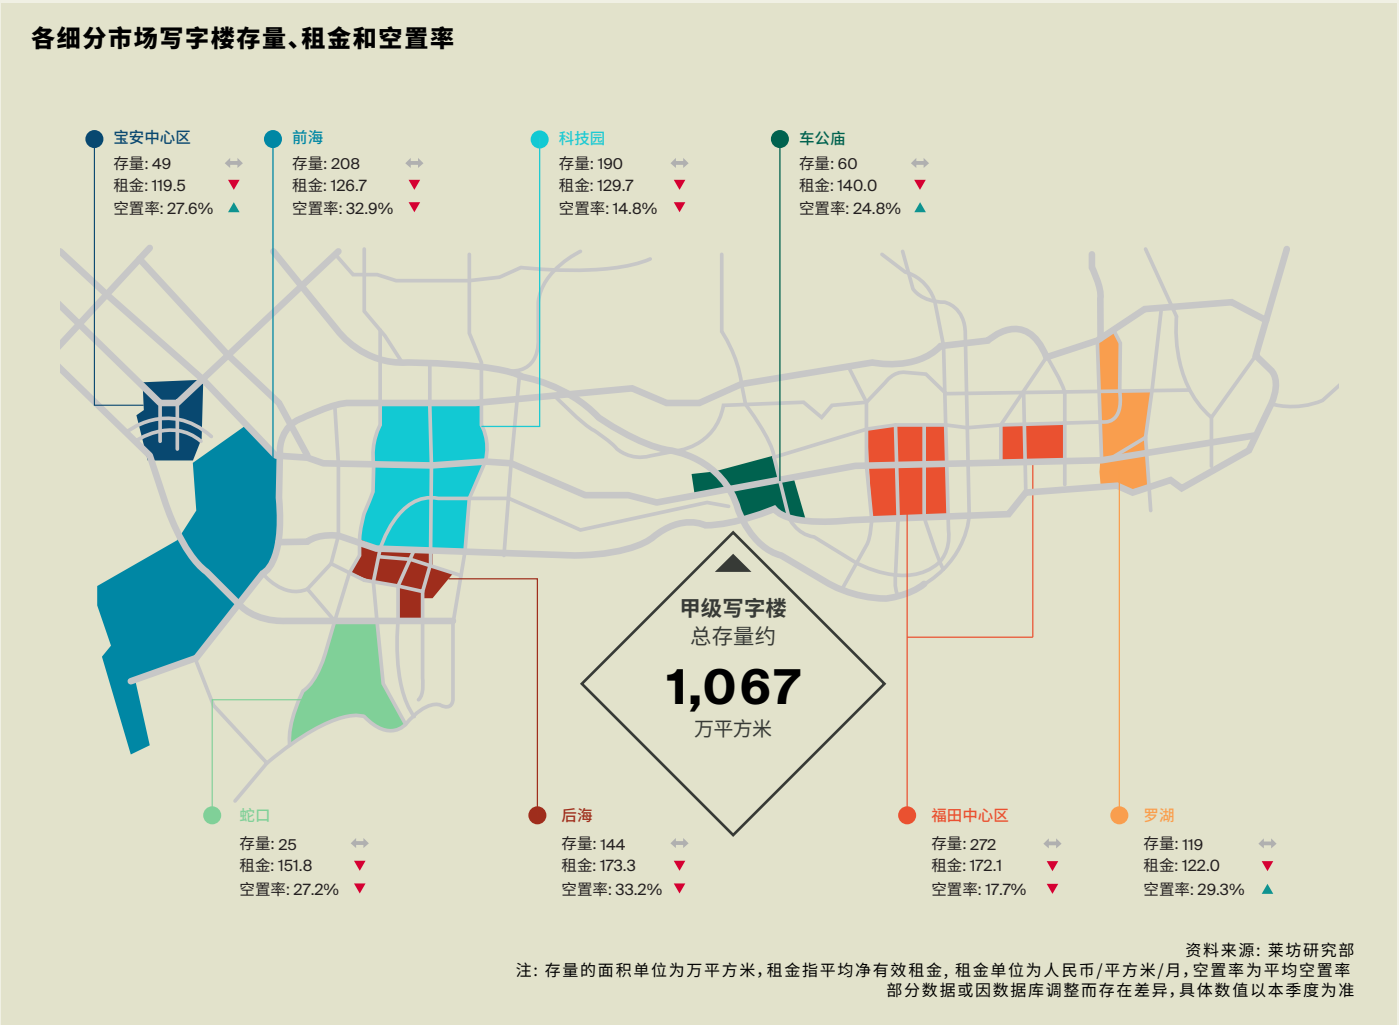 各细分市场写字楼存量、租金和空置率
宝安中心区
存量: 49
租金: 119.5
空置率: 27.6%
前海
存量: 208
租金: 126.7
空置率: 32.9%
科技园
存量: 190
租金: 129.7
空置率: 14.8%
车公庙
存量: 60
租金: 140.0
空置率: 24.8%
甲级写字楼
总存量约
1,067
万平方米
蛇口
存量: 25
租金: 151.8
空置率: 27.2%
后海
存量: 144
租金: 173.3
空置率: 33.2%
福田中心区
存量: 272
租金: 172.1
空置率: 17.7%
罗湖
存量: 119
租金: 122.0
空置率: 29.3%
资料来源: 莱坊研究部
注: 存量的面积单位为万平方米,租金指平均净有效租金, 租金单位为人民币/平方米/月,空置率为平均空置率
部分数据或因数据库调整而存在差异,具体数值以本季度为准